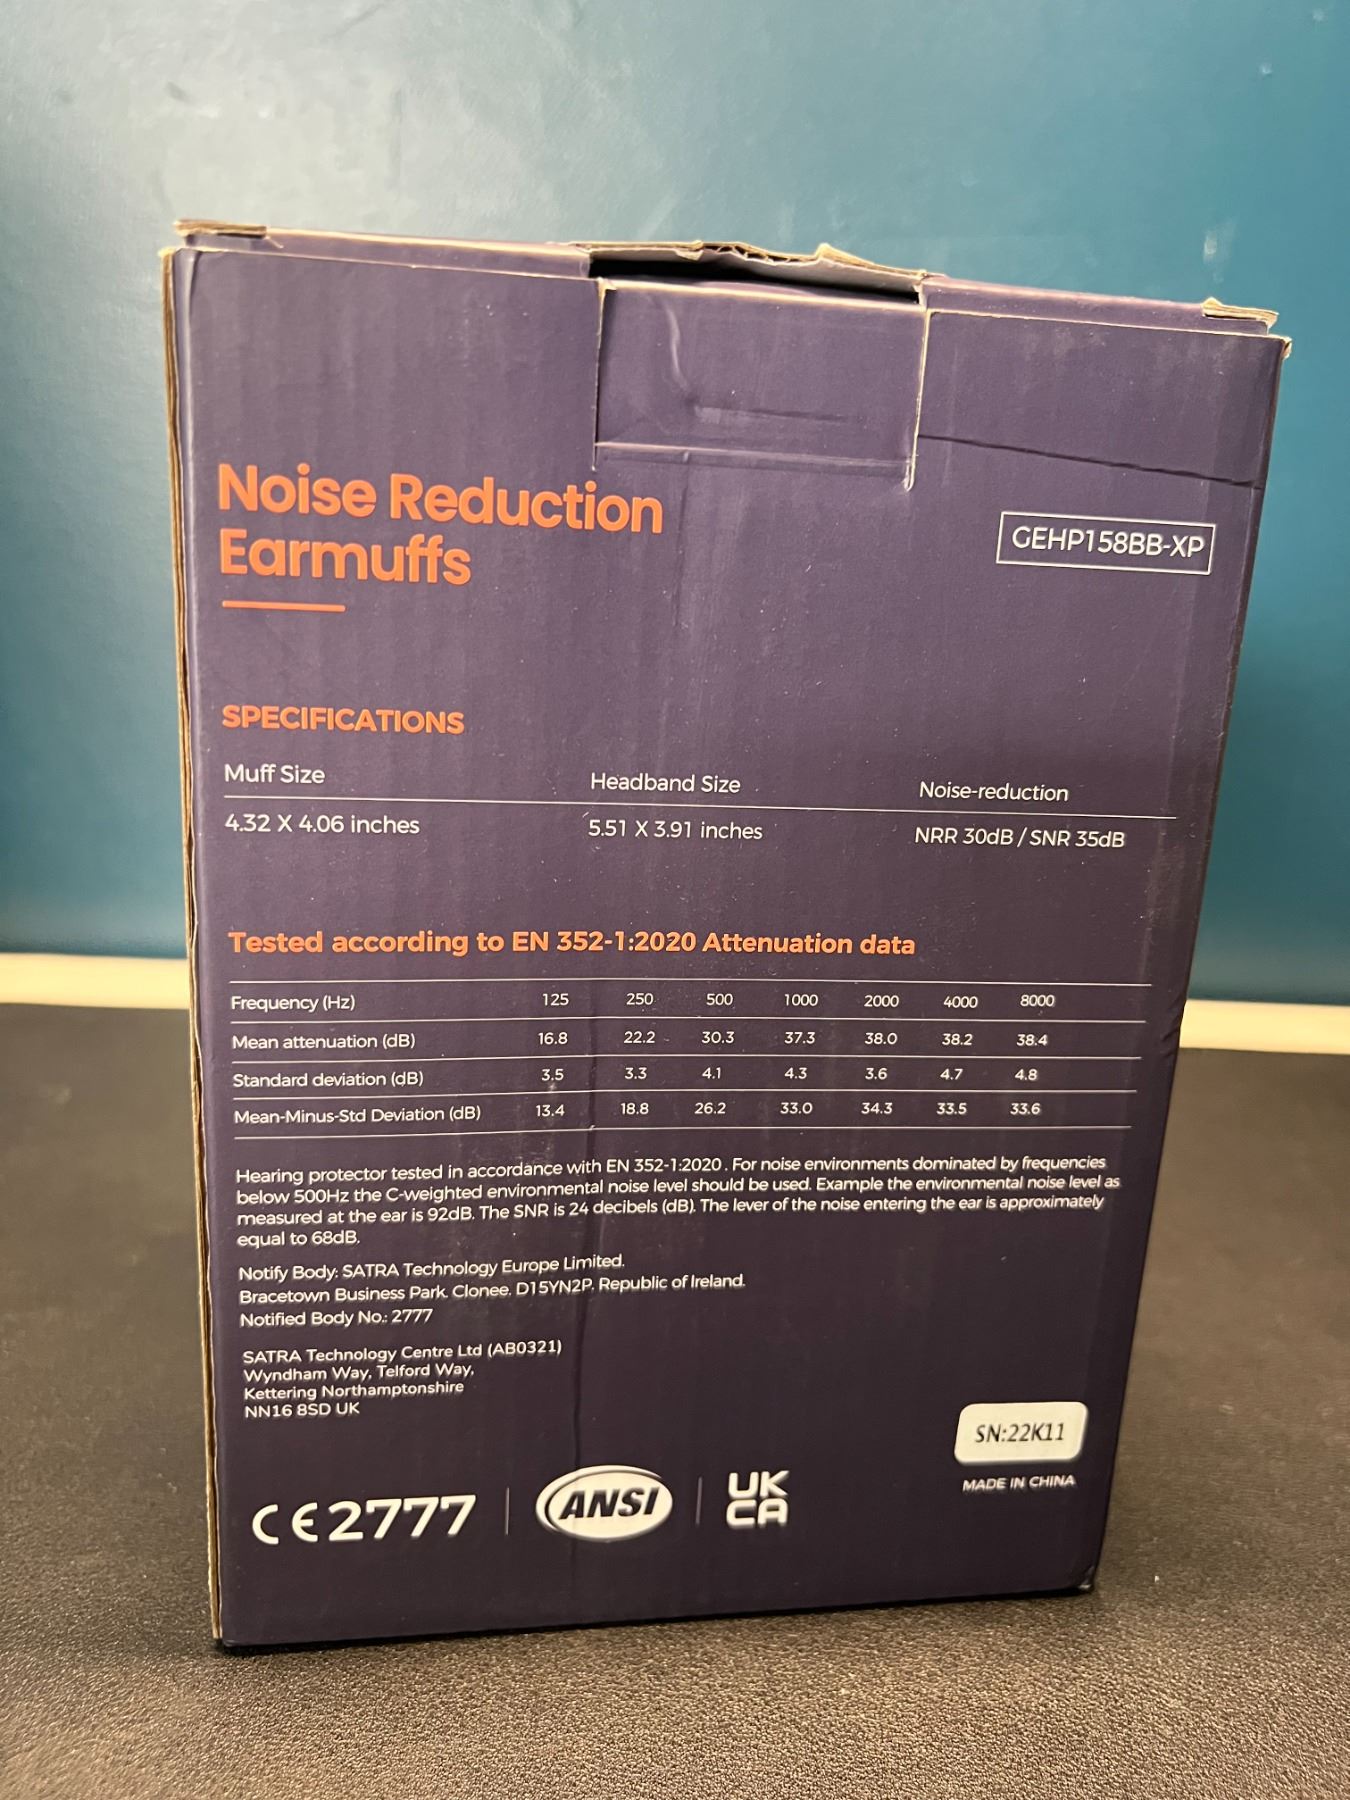 Noise Reduction
Earmuffs
GEHP158BB-XP
SPECIFICATIONS
Muff Size Headband Size Noise-reduction
4.32 X 4.06 inches 5.51 X 3.91 inches NRR 30dB / SNR 35dB
Tested according to EN 352-1:2020 Attenuation data
Frequency (Hz) 125 250 500 1000 2000 4000 8000
Mean attenuation (dB) 16.8 22.2 30.3 37.3 38.0 38.2 38.4
Standard deviation (dB) 3.5 3.3 4.1 4.3 3.6 4.7 4.8
Mean-Minus-Std Deviation (dB) 13.4 18.8 26.2 33.0 34.3 33.5 33.6
Hearing protector tested in accordance with EN 352-1:2020. For noise environments dominated by frequencies
below 500Hz the C-weighted environmental noise level should be used. Example the environmental noise level as
measured at the ear is 92dB. The SNR is 24 decibels (dB). The lever of the noise entering the ear is approximately
equal to 68dB.
Notify Body: SATRA Technology Europe Limited.
Bracetown Business Park. Clonee. D15YN2P. Republic of Ireland.
Notified Body No.: 2777
SATRA Technology Centre Ltd (AB0321)
Wyndham Way, Telford Way,
Kettering Northamptonshire
NN16 8SD UK
SN:22K11
MADE IN CHINA
CE2777 ANSI UK
CA